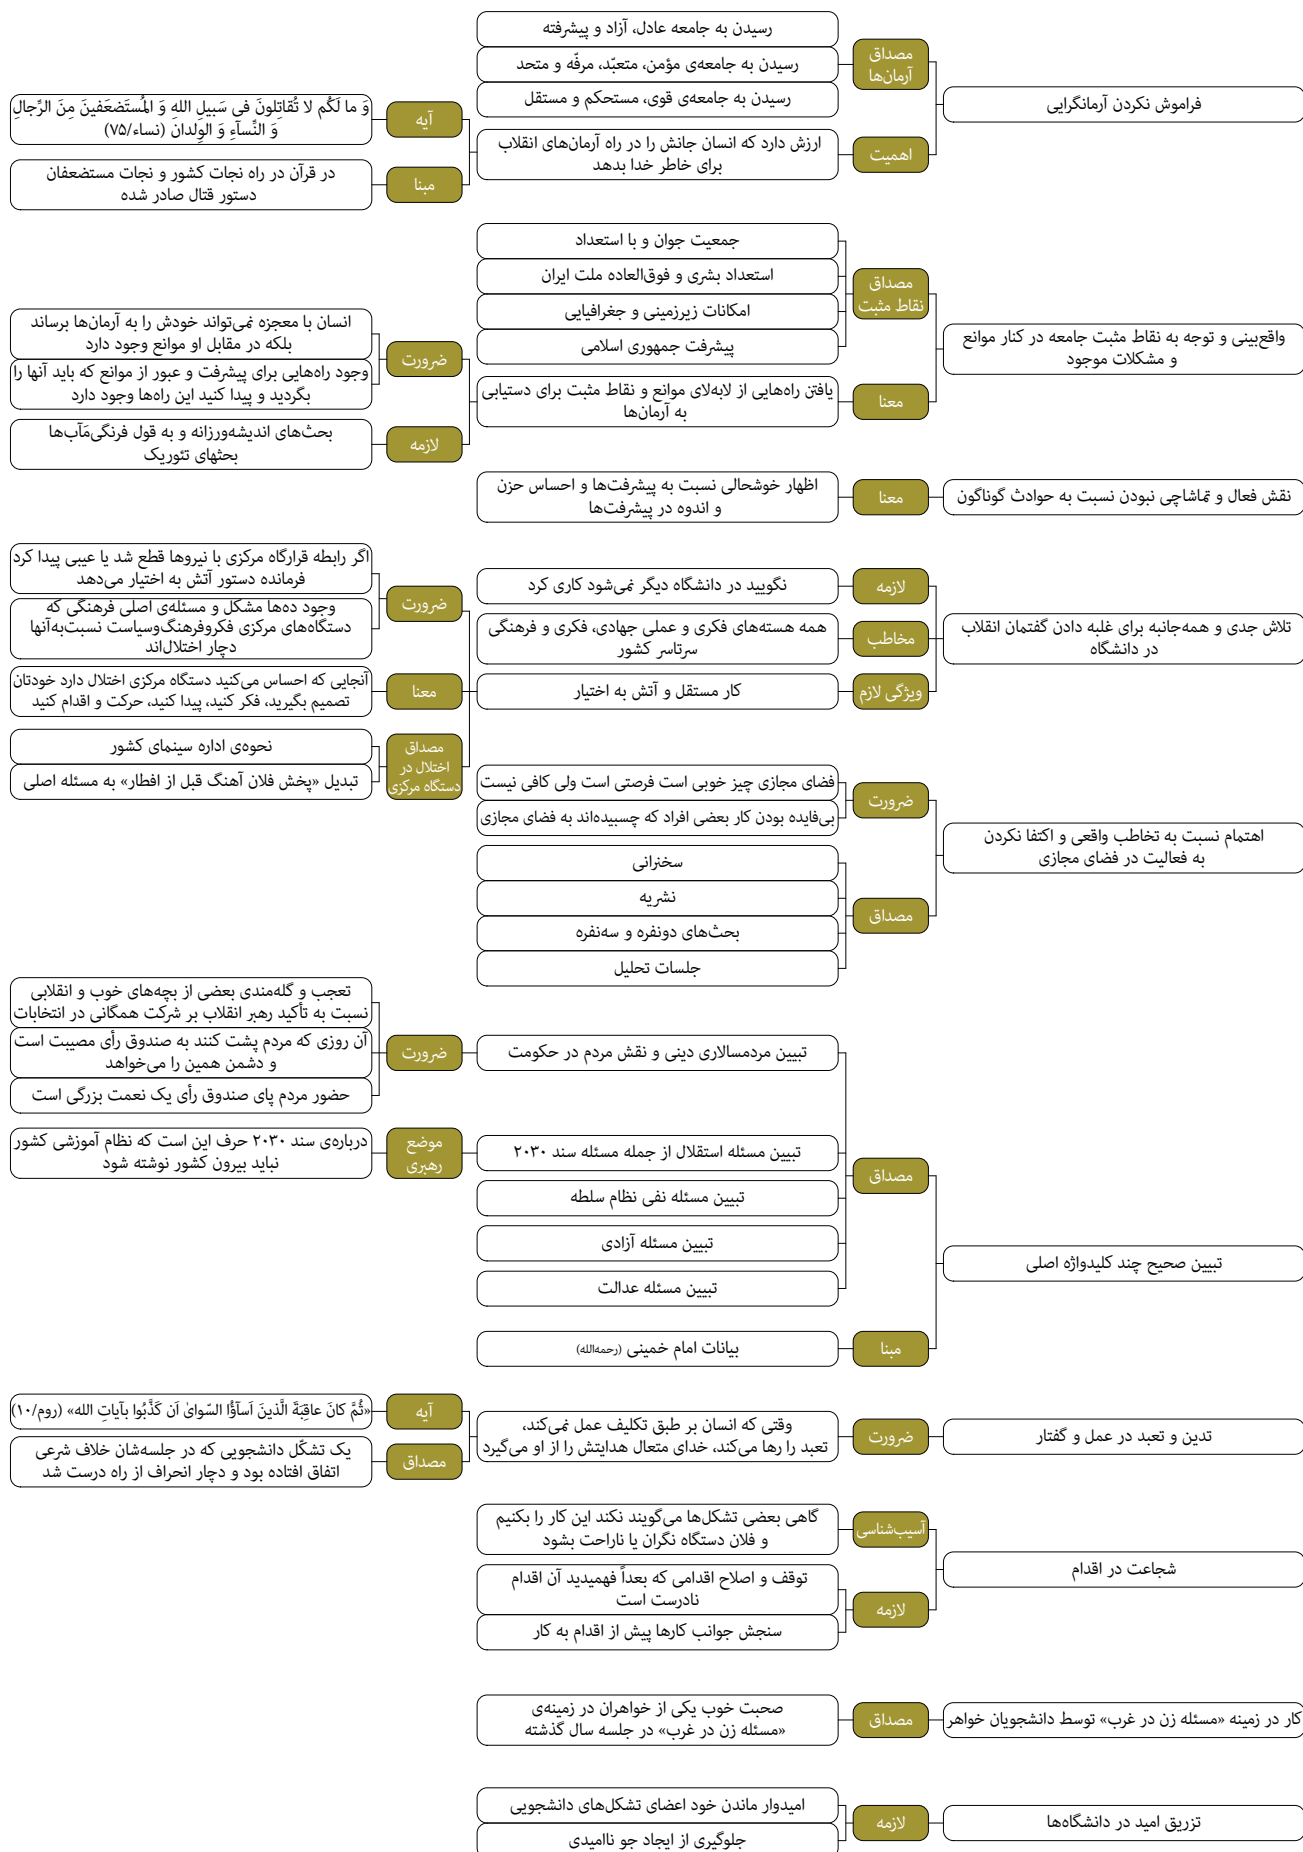 فراموش نکردن آرمانگرایی
مصداق
آرمان‌ها
رسیدن به جامعه عادل، آزاد و پیشرفته
رسیدن به جامعه‌ی مؤمن، متعبّد، مرفّه و متحد
رسیدن به جامعه‌ی قوی، مستحکم و مستقل
اهمیت
ارزش دارد که انسان جانش را در راه آرمان‌های انقلاب
برای خاطر خدا بدهد
آیه
وَ ما لَکُم لا تُقاتِلونَ فی سَبیلِ اللهِ وَ المُستَضعَفینَ مِنَ الرِّجالِ
وَ النِّسآءِ وَ الوِلدان (نساء/۷۵)
مبنا
در قرآن در راه نجات کشور و نجات مستضعفان
دستور قتال صادر شده
واقع‌بینی و توجه به نقاط مثبت جامعه در کنار موانع
و مشکلات موجود
مصداق
نقاط مثبت
جمعیت جوان و با استعداد
استعداد بشری و فوق‌العاده ملت ایران
امکانات زیرزمینی و جغرافیایی
پیشرفت جمهوری اسلامی
معنا
یافتن راه‌هایی از لابه‌لای موانع و نقاط مثبت برای دستیابی
به آرمان‌ها
ضرورت
انسان با معجزه نمی‌تواند خودش را به آرمان‌ها برساند
بلکه در مقابل او موانع وجود دارد
وجود راه‌هایی برای پیشرفت و عبور از موانع که باید آنها را
بگردید و پیدا کنید این راه‌ها وجود دارد
لازمه
بحث‌های اندیشه‌ورزانه و به قول فرنگی‌مَآب‌ها
بحثهای تئوریک
نقش فعال و تماشاچی نبودن نسبت به حوادث گوناگون
معنا
اظهار خوشحالی نسبت به پیشرفت‌ها و احساس حزن
و اندوه در پیشرفت‌ها
تلاش جدی و همه‌جانبه برای غلبه دادن گفتمان انقلاب
در دانشگاه
لازمه
نگویید در دانشگاه دیگر نمی‌شود کاری کرد
مخاطب
همه هسته‌های فکری و عملی جهادی، فکری و فرهنگی
سرتاسر کشور
ویژگی لازم
کار مستقل و آتش به اختیار
ضرورت
اگر رابطه قرارگاه مرکزی با نیروها قطع شد یا عیبی پیدا کرد
فرمانده دستور آتش به اختیار می‌دهد
وجود ده‌ها مشکل و مسئله‌ی اصلی فرهنگی که
دستگاه‌های مرکزی فکروفرهنگ‌وسیاست نسبت‌به‌آنها
دچار اختلال‌اند
معنا
آنجایی که احساس می‌کنید دستگاه مرکزی اختلال دارد خودتان
تصمیم بگیرید، فکر کنید، پیدا کنید، حرکت و اقدام کنید
مصداق
اختلال در
دستگاه مرکزی
نحوه‌ی اداره سینمای کشور
تبدیل «پخش فلان آهنگ قبل از افطار» به مسئله اصلی
اهتمام نسبت به تخاطب واقعی و اکتفا نکردن
به فعالیت در فضای مجازی
ضرورت
فضای مجازی چیز خوبی است فرصتی است ولی کافی نیست
بی‌فایده بودن کار بعضی افراد که چسبیده‌اند به فضای مجازی
مصداق
سخنرانی
نشریه
بحث‌های دونفره و سه‌نفره
جلسات تحلیل
تبیین صحیح چند کلیدواژه اصلی
مصداق
تبیین مردمسالاری دینی و نقش مردم در حکومت
ضرورت
تعجب و گله‌مندی بعضی از بچه‌های خوب و انقلابی
نسبت به تأکید رهبر انقلاب بر شرکت همگانی در انتخابات
آن روزی که مردم پشت کنند به صندوق رأی مصیبت است
و دشمن همین را می‌خواهد
حضور مردم پای صندوق رأی یک نعمت بزرگی است
تبیین مسئله استقلال از جمله مسئله سند ۲۰۳۰
موضع
رهبری
درباره‌ی سند ۲۰۳۰ حرف این است که نظام آموزشی کشور
نباید بیرون کشور نوشته شود
تبیین مسئله نفی نظام سلطه
تبیین مسئله آزادی
تبیین مسئله عدالت
مبنا
بیانات امام خمینی (رحمه‌الله)
تدین و تعبد در عمل و گفتار
ضرورت
وقتی که انسان بر طبق تکلیف عمل نمی‌کند،
تعبد را رها می‌کند، خدای متعال هدایتش را از او می‌گیرد
آیه
«ثُمَّ کانَ عاقِبَةَ الَّذینَ اَسآؤُا السّوایٰ اَن کَذَّبُوا بآیاتِ الله» (روم/۱۰)
مصداق
یک تشکّل دانشجویی که در جلسه‌شان خلاف شرعی
اتفاق افتاده بود و دچار انحراف از راه درست شد
شجاعت در اقدام
آسیب‌شناسی
گاهی بعضی تشکل‌ها می‌گویند نکند این کار را بکنیم
و فلان دستگاه نگران یا ناراحت بشود
لازمه
توقف و اصلاح اقدامی که بعداً فهمیدید آن اقدام
نادرست است
سنجش جوانب کارها پیش از اقدام به کار
کار در زمینه «مسئله زن در غرب» توسط دانشجویان خواهر
مصداق
صحبت خوب یکی از خواهران در زمینه‌ی
«مسئله زن در غرب» در جلسه سال گذشته
تزریق امید در دانشگاه‌ها
لازمه
امیدوار ماندن خود اعضای تشکل‌های دانشجویی
جلوگیری از ایجاد جو ناامیدی